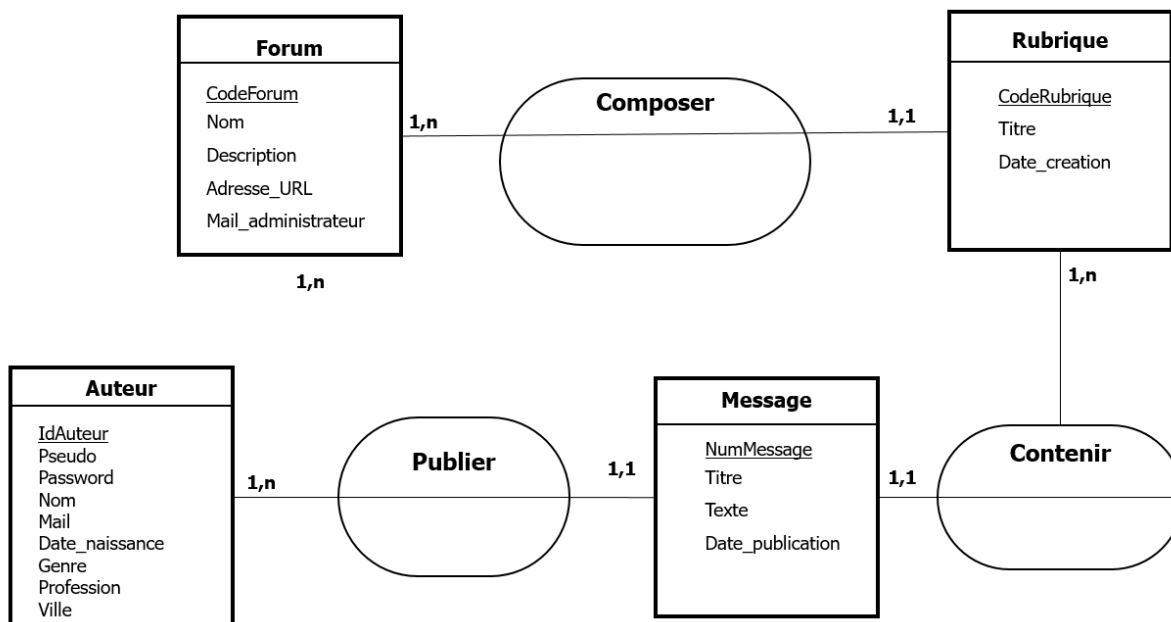 Forum
CodeForum
Nom
Description
Adresse_URL
Mail_administrateur
1,n
1,n
Composer
1,1
Rubrique
CodeRubrique
Titre
Date_creation
1,n
Auteur
IdAuteur
Pseudo
Password
Nom
Mail
Date_naissance
Genre
Profession
Ville
1,n
Publier
1,1
Message
NumMessage
Titre
Texte
Date_publication
1,1
Contenir